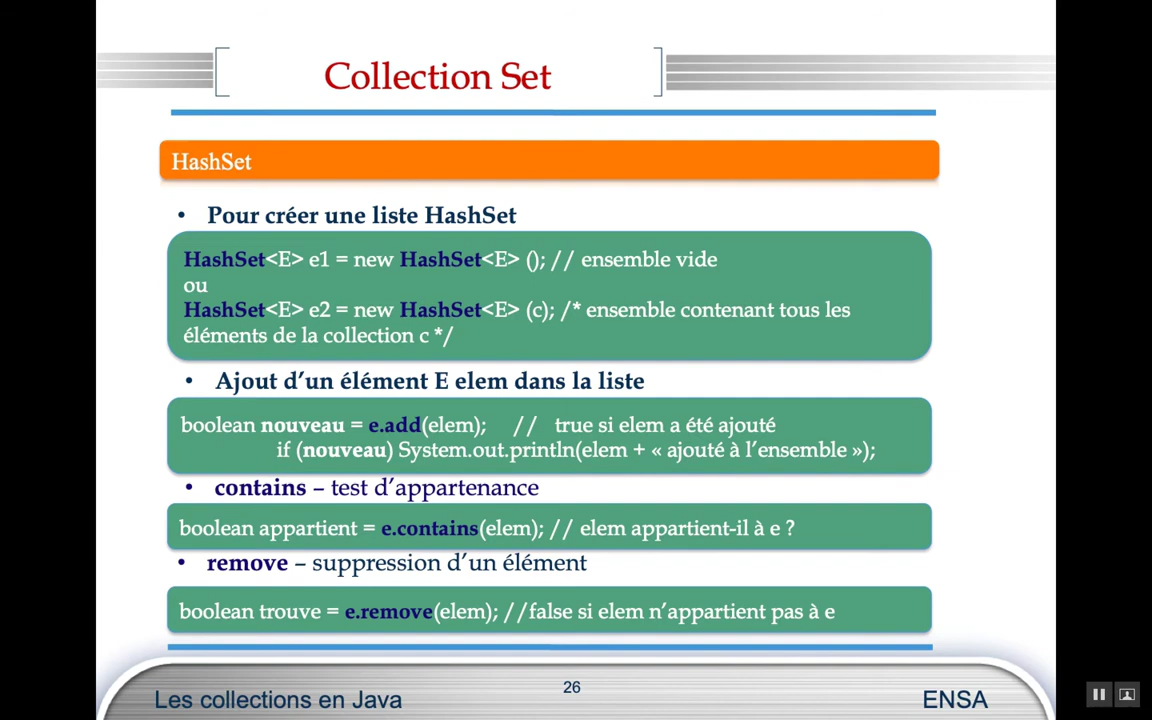 Collection Set
HashSet
• Pour créer une liste HashSet
HashSet<E> e1 = new HashSet<E> (); // ensemble vide
ou
HashSet<E> e2 = new HashSet<E> (c); /* ensemble contenant tous les
éléments de la collection c */
• Ajout d’un élément E elem dans la liste
boolean nouveau = e.add(elem); // true si elem a été ajouté
if (nouveau) System.out.println(elem + « ajouté à l’ensemble »);
• contains – test d’appartenance
boolean appartient = e.contains(elem); // elem appartient-il à e ?
• remove – suppression d’un élément
boolean trouve = e.remove(elem); //false si elem n’appartient pas à e
Les collections en Java
26
ENSA